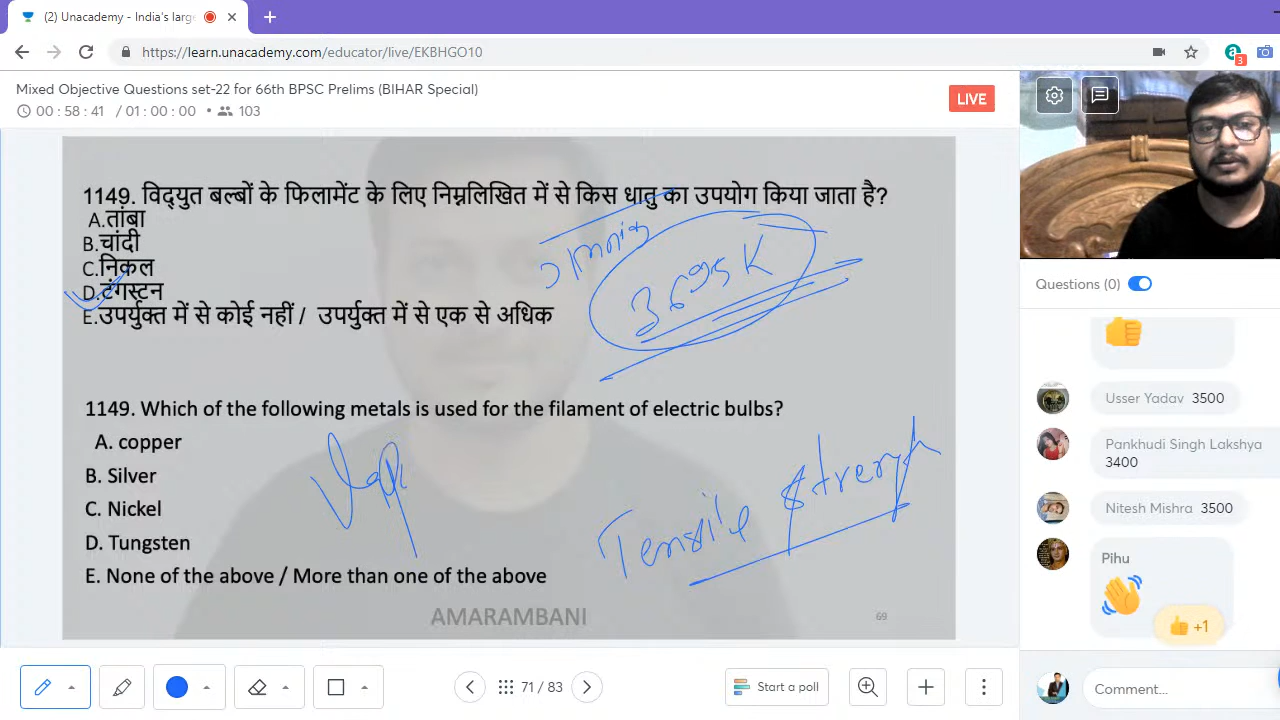 (2) Unacademy - India's larg
https://learn.unacademy.com/educator/live/EKBHGO10
3
Mixed Objective Questions set-22 for 66th BPSC Prelims (BIHAR Special)
00 : 58 : 41 / 01 : 00 : 00 • 103
LIVE
1149. विद्युत बल्बों के फिलामेंट के लिए निम्नलिखित में से किस धातु का उपयोग किया जाता है?
A.तांबा
B.चांदी
C.निकल
D.टंगस्टन
E.उपर्युक्त में से कोई नहीं / उपर्युक्त में से एक से अधिक
3695 K
1149. Which of the following metals is used for the filament of electric bulbs?
A. copper
B. Silver
C. Nickel
D. Tungsten
E. None of the above / More than one of the above
Tensile
AMARAMBANI
69
Questions (0)
Usser Yadav 3500
Pankhudi Singh Lakshya
3400
Nitesh Mishra 3500
Pihu
+1
71 / 83
Start a poll
Comment...